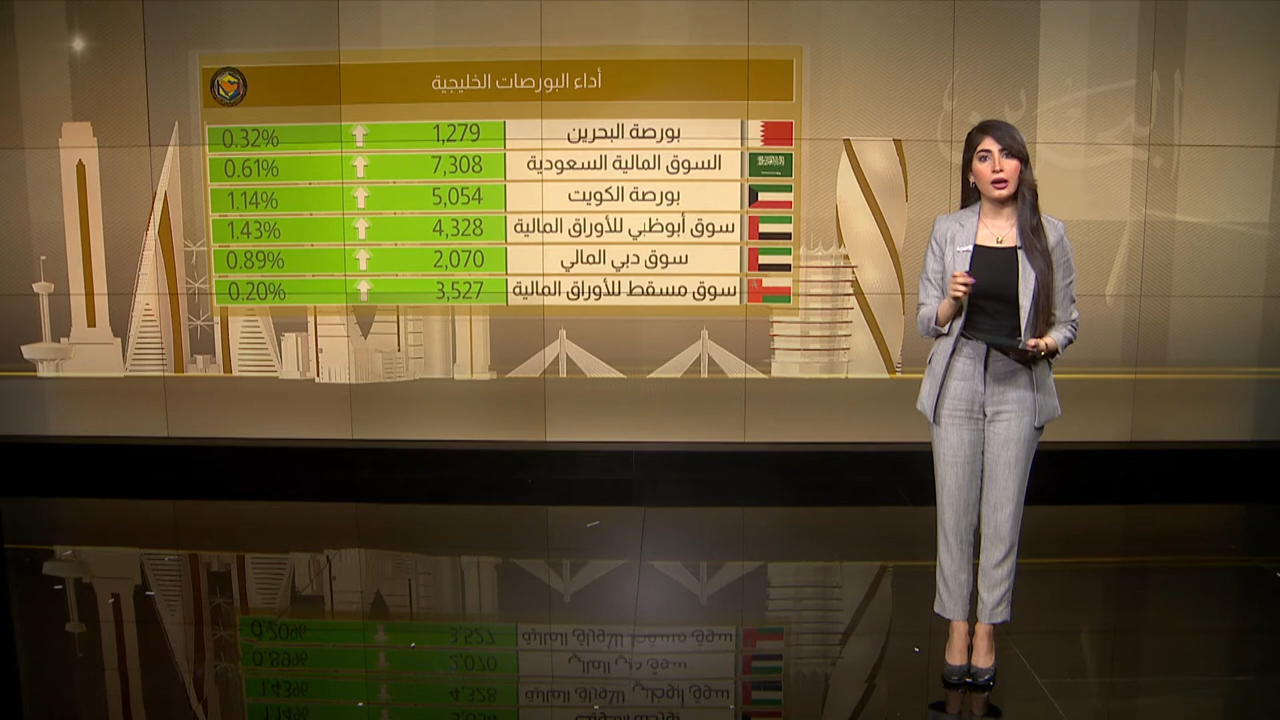 أداء البورصات الخليجية
بورصة البحرين 1,279 0.32%
السوق المالية السعودية 7,308 0.61%
بورصة الكويت 5,054 1.14%
سوق أبوظبي للأوراق المالية 4,328 1.43%
سوق دبي المالي 2,070 0.89%
سوق مسقط للأوراق المالية 3,527 0.20%